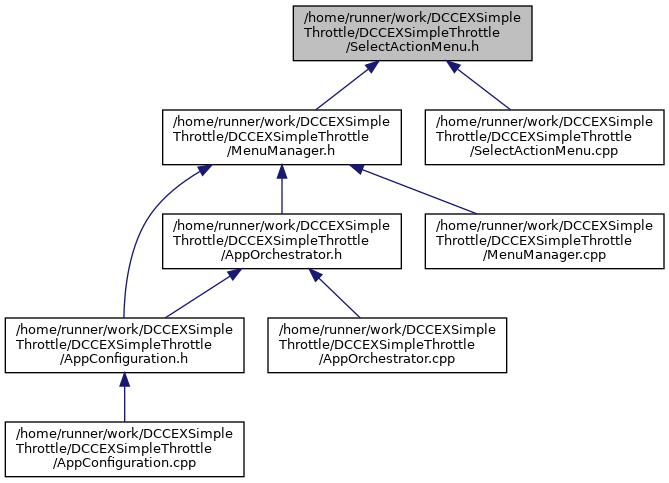 /home/runner/work/DCCEXSimple
Throttle/DCCEXSimpleThrottle
/SelectActionMenu.h
/home/runner/work/DCCEXSimple
Throttle/DCCEXSimpleThrottle
/MenuManager.h
/home/runner/work/DCCEXSimple
Throttle/DCCEXSimpleThrottle
/SelectActionMenu.cpp
/home/runner/work/DCCEXSimple
Throttle/DCCEXSimpleThrottle
/AppOrchestrator.h
/home/runner/work/DCCEXSimple
Throttle/DCCEXSimpleThrottle
/MenuManager.cpp
/home/runner/work/DCCEXSimple
Throttle/DCCEXSimpleThrottle
/AppConfiguration.h
/home/runner/work/DCCEXSimple
Throttle/DCCEXSimpleThrottle
/AppOrchestrator.cpp
/home/runner/work/DCCEXSimple
Throttle/DCCEXSimpleThrottle
/AppConfiguration.cpp